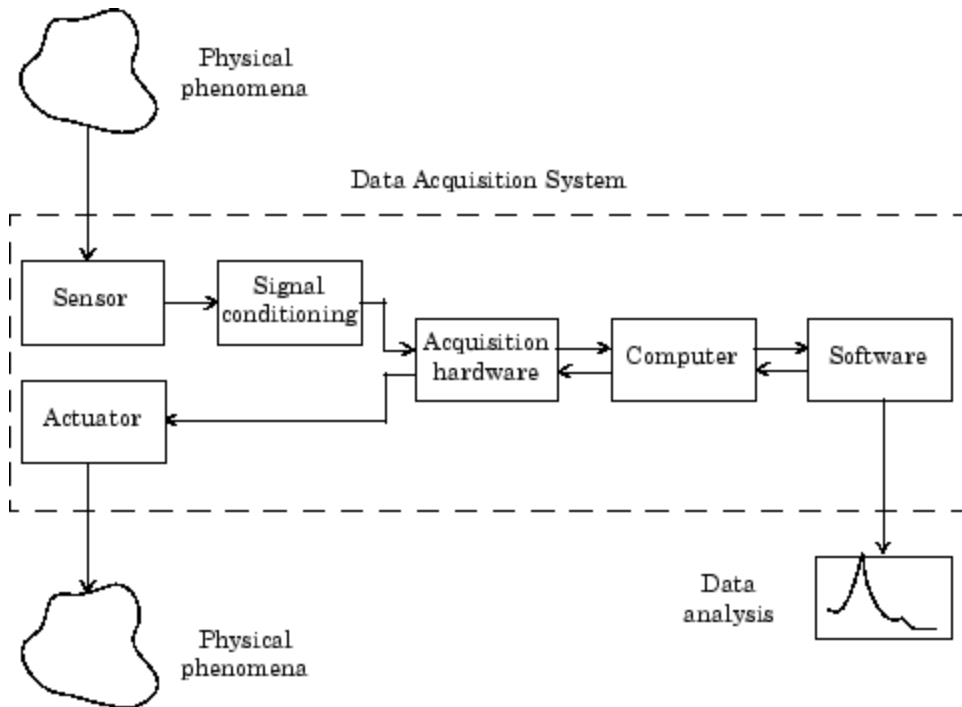 Physical
phenomena
Data Acquisition System
Sensor
Signal
conditioning
Acquisition
hardware
Computer
Software
Actuator
Data
analysis
Physical
phenomena